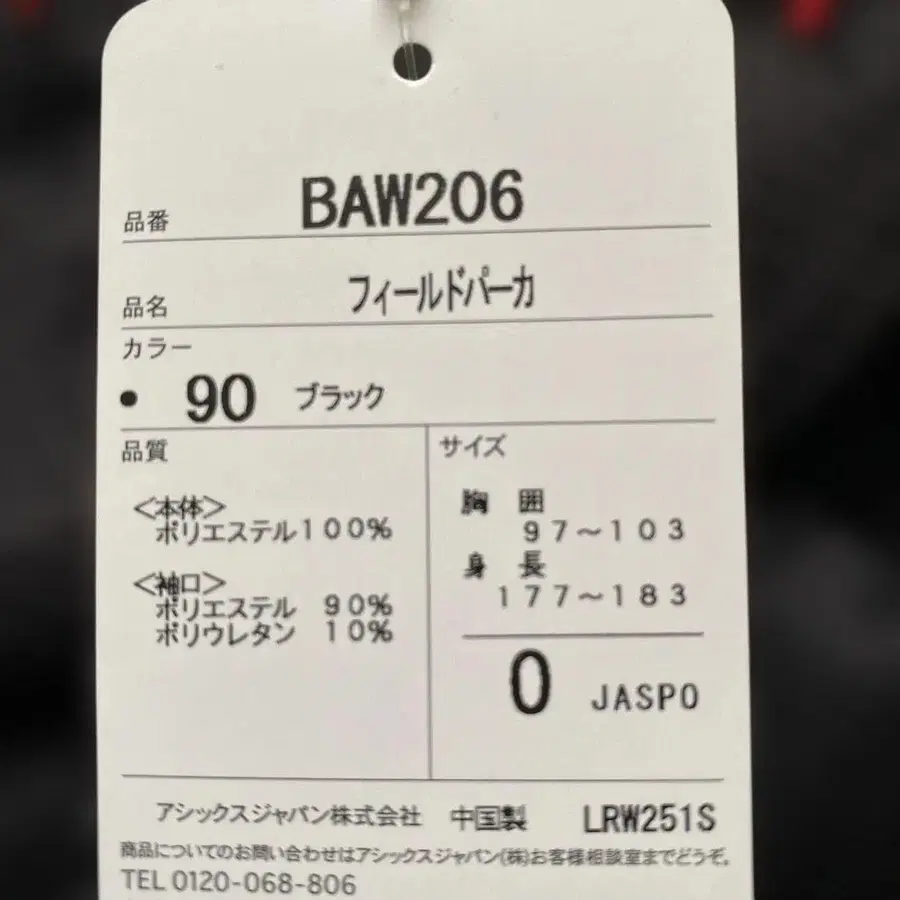 品番 BAW206
品名 フィールドパーカ
カラー
• 90 ブラック
品質
<本体>
ポリエステル100%
<袖口>
ポリエステル 90%
ポリウレタン 10%
サイズ
胸 囲
97~103
身 長
177~183
O JASPO
アシックスジャパン株式会社 中国製 LRW251S
商品についてのお問い合わせはアシックスジャパン(株)お客様相談室までどうぞ。
TEL 0120-068-806